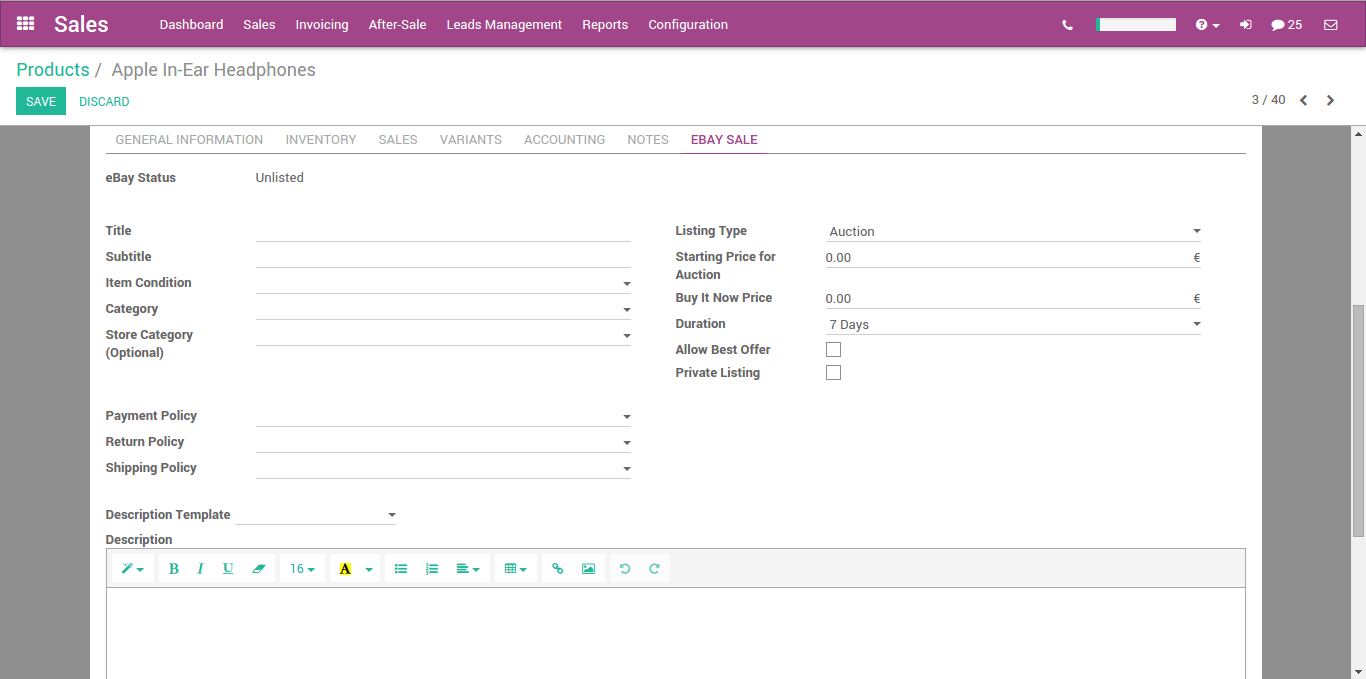 Sales Dashboard Sales Invoicing After-Sale Leads Management Reports Configuration 25
Products / Apple In-Ear Headphones
SAVE DISCARD 3 / 40
GENERAL INFORMATION INVENTORY SALES VARIANTS ACCOUNTING NOTES EBAY SALE
eBay Status Unlisted
Title
Subtitle
Item Condition
Category
Store Category
(Optional)
Listing Type Auction
Starting Price for
Auction 0.00 €
Buy It Now Price 0.00 €
Duration 7 Days
Allow Best Offer
Private Listing
Payment Policy
Return Policy
Shipping Policy
Description Template
Description
B I U 16 A